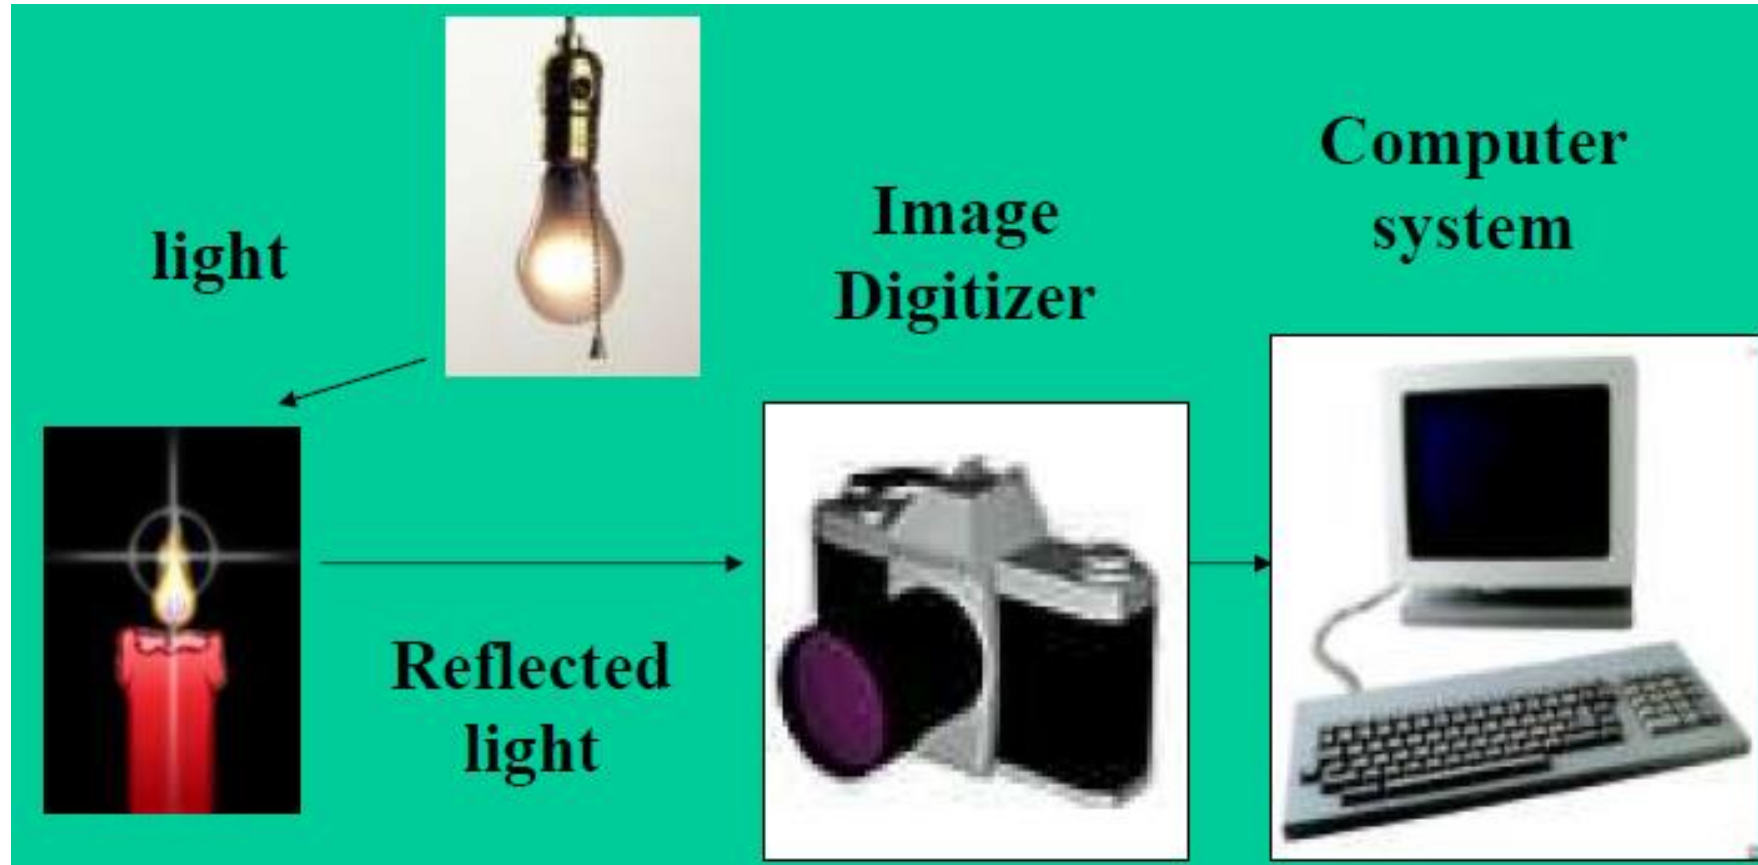 light
Image
Digitizer
Computer
system
Reflected
light